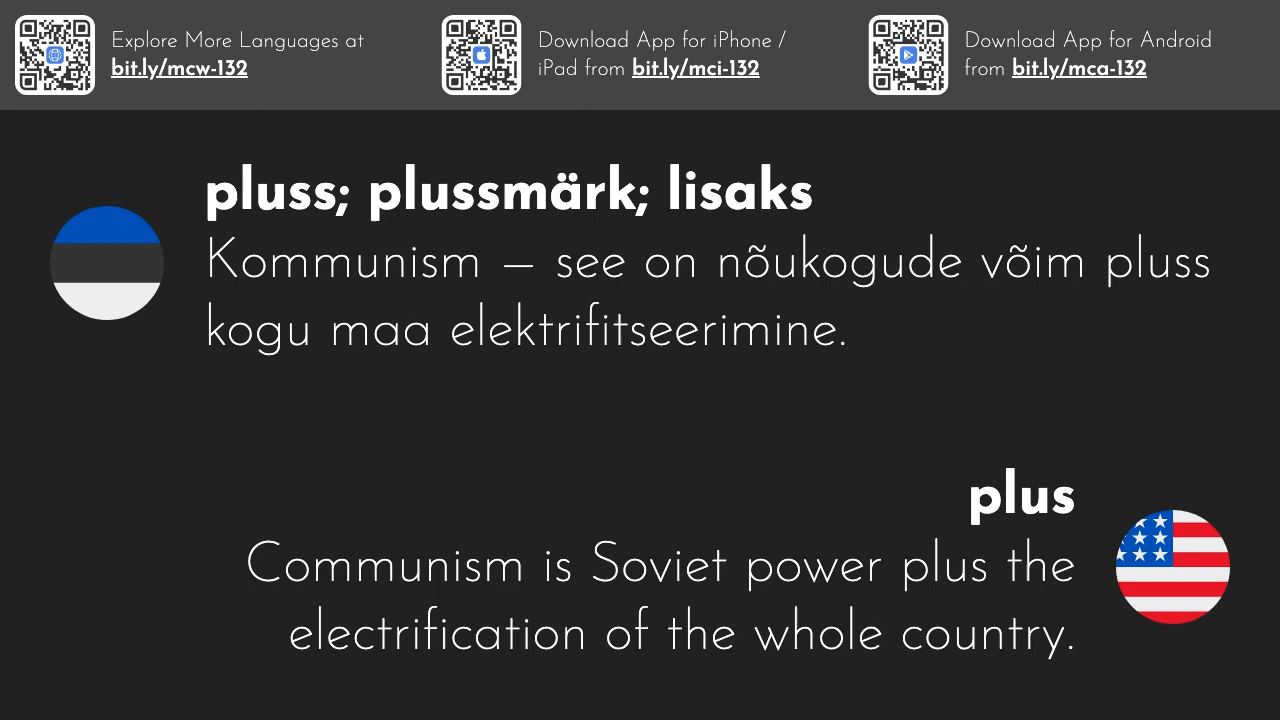 Explore More Languages at
bit.ly/mcw-132
Download App for iPhone /
iPad from bit.ly/mci-132
Download App for Android
from bit.ly/mca-132
pluss; plussmärk; lisaks
Kommunism – see on nõukogude võim pluss
kogu maa elektrifitseerimine.
plus
Communism is Soviet power plus the
electrification of the whole country.